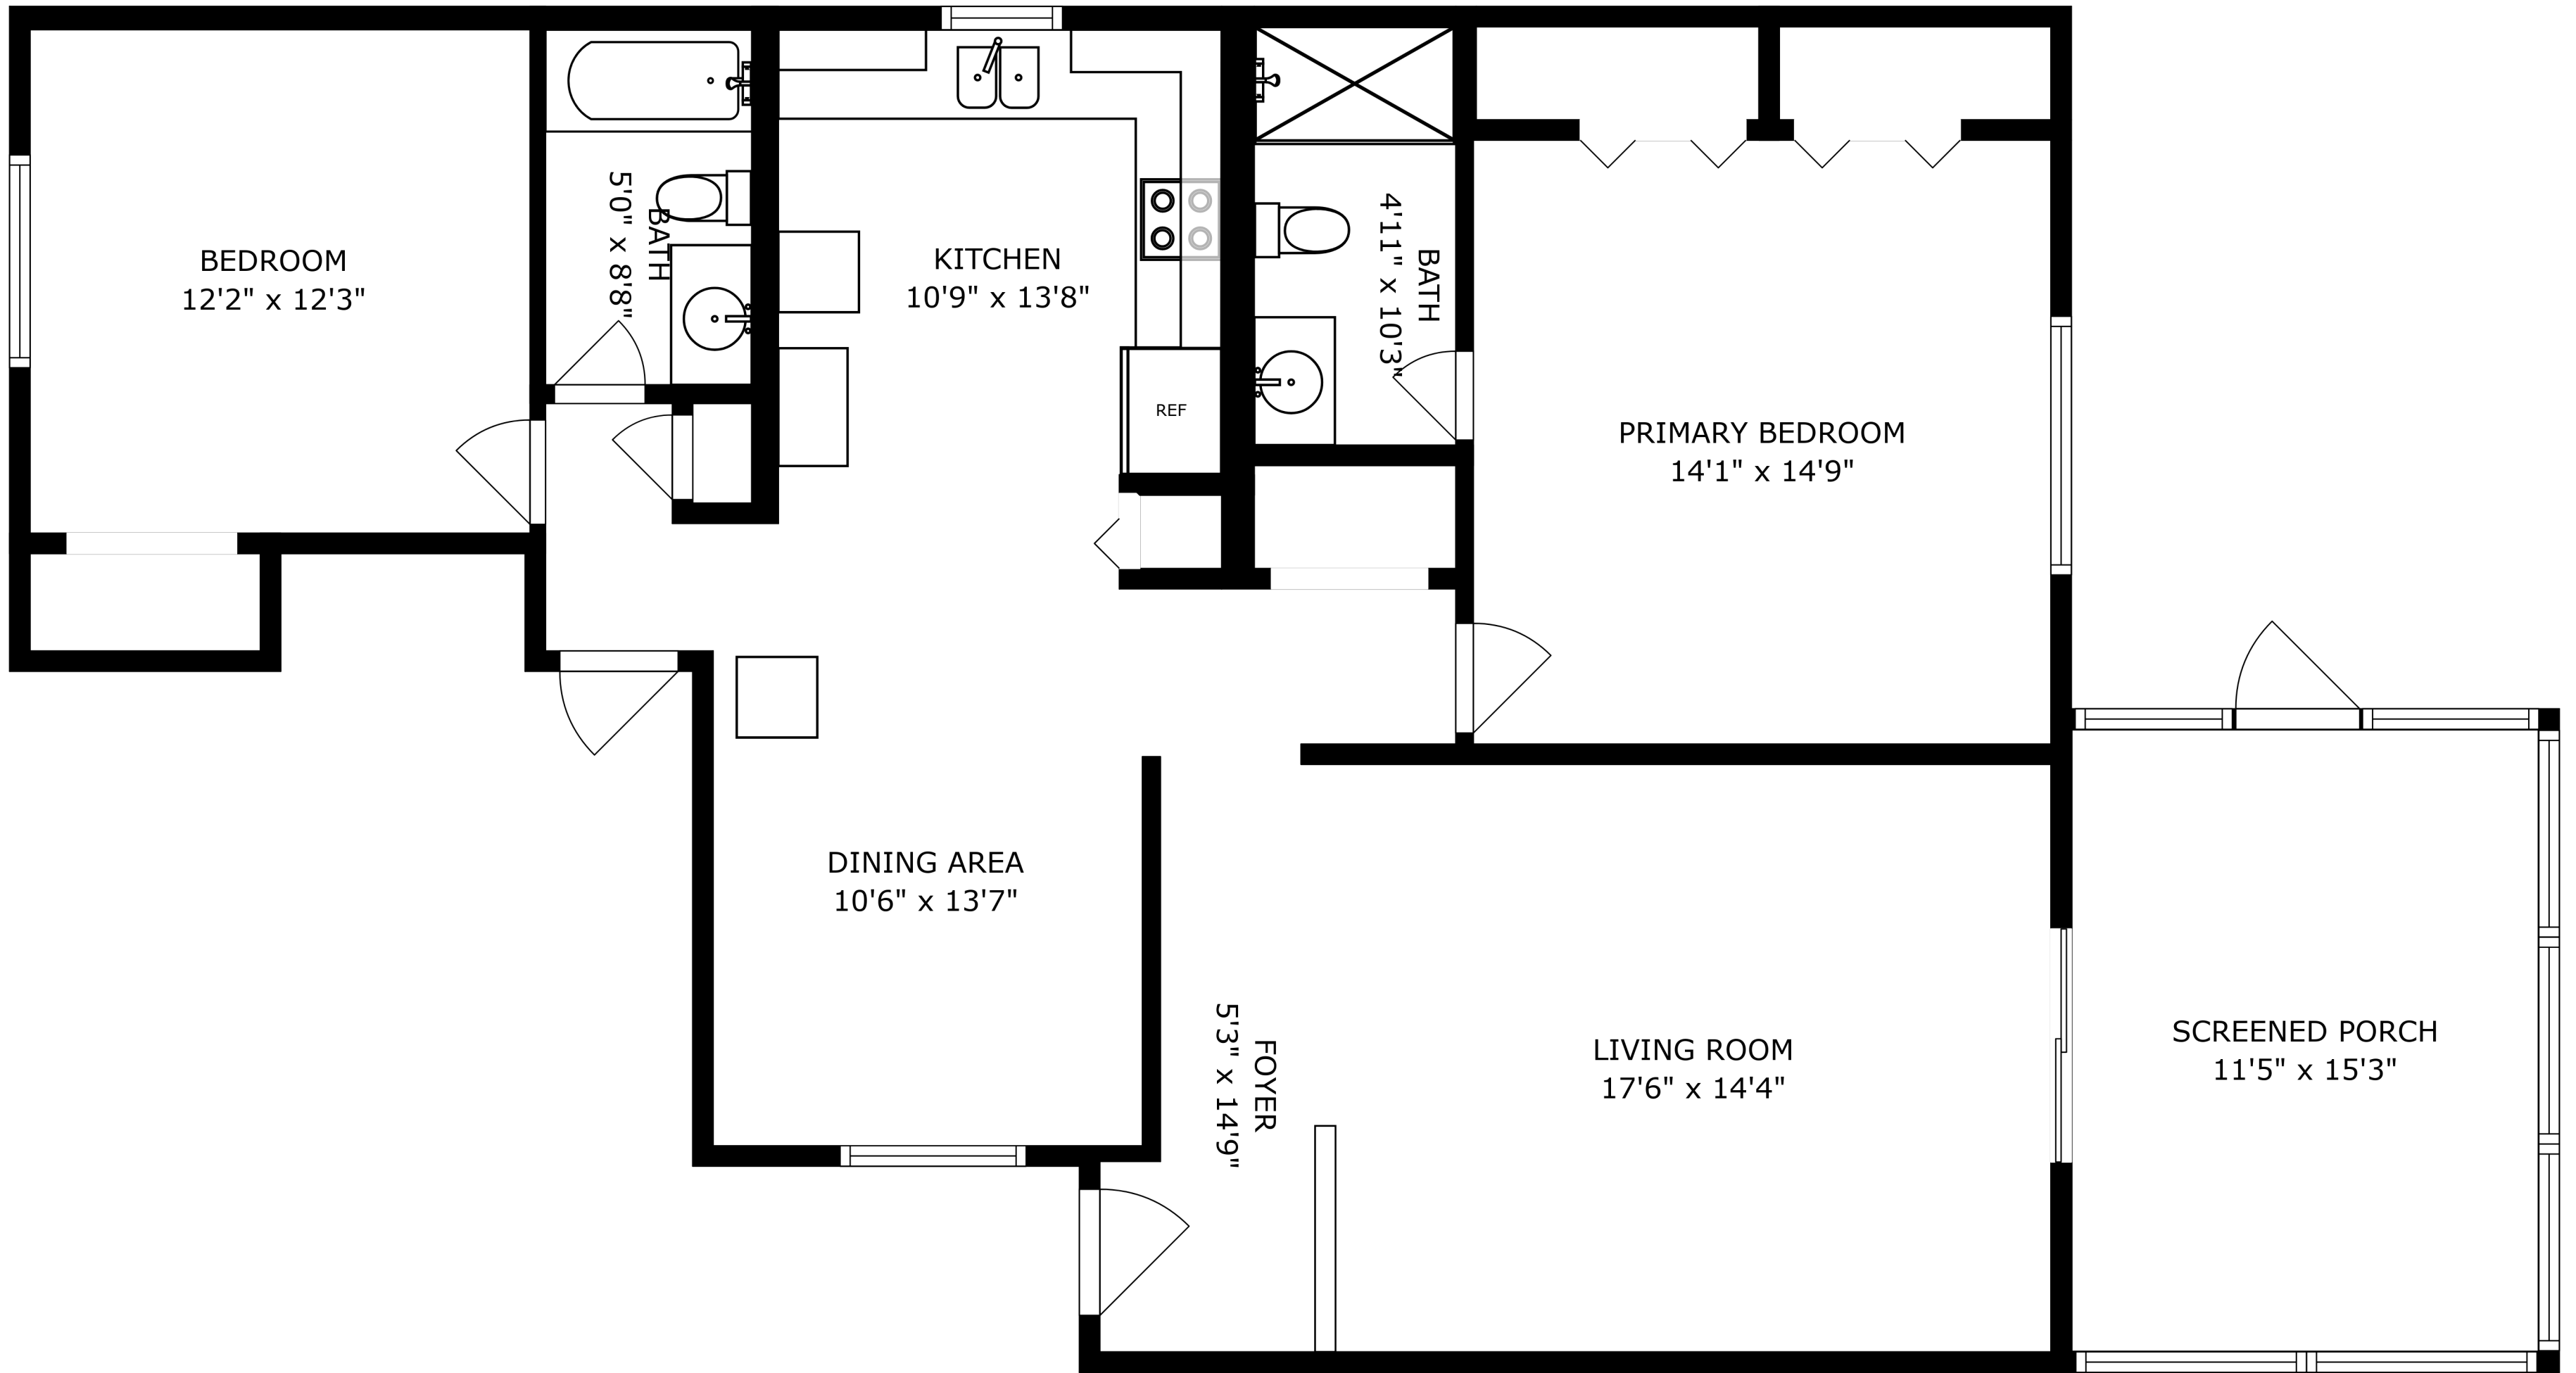 BEDROOM
12'2" x 12'3"
BATH
5'0" x 8'8"
KITCHEN
10'9" x 13'8"
REF
BATH
4'11" x 10'3"
PRIMARY BEDROOM
14'1" x 14'9"
DINING AREA
10'6" x 13'7"
FOYER
5'3" x 14'9"
LIVING ROOM
17'6" x 14'4"
SCREENED PORCH
11'5" x 15'3"